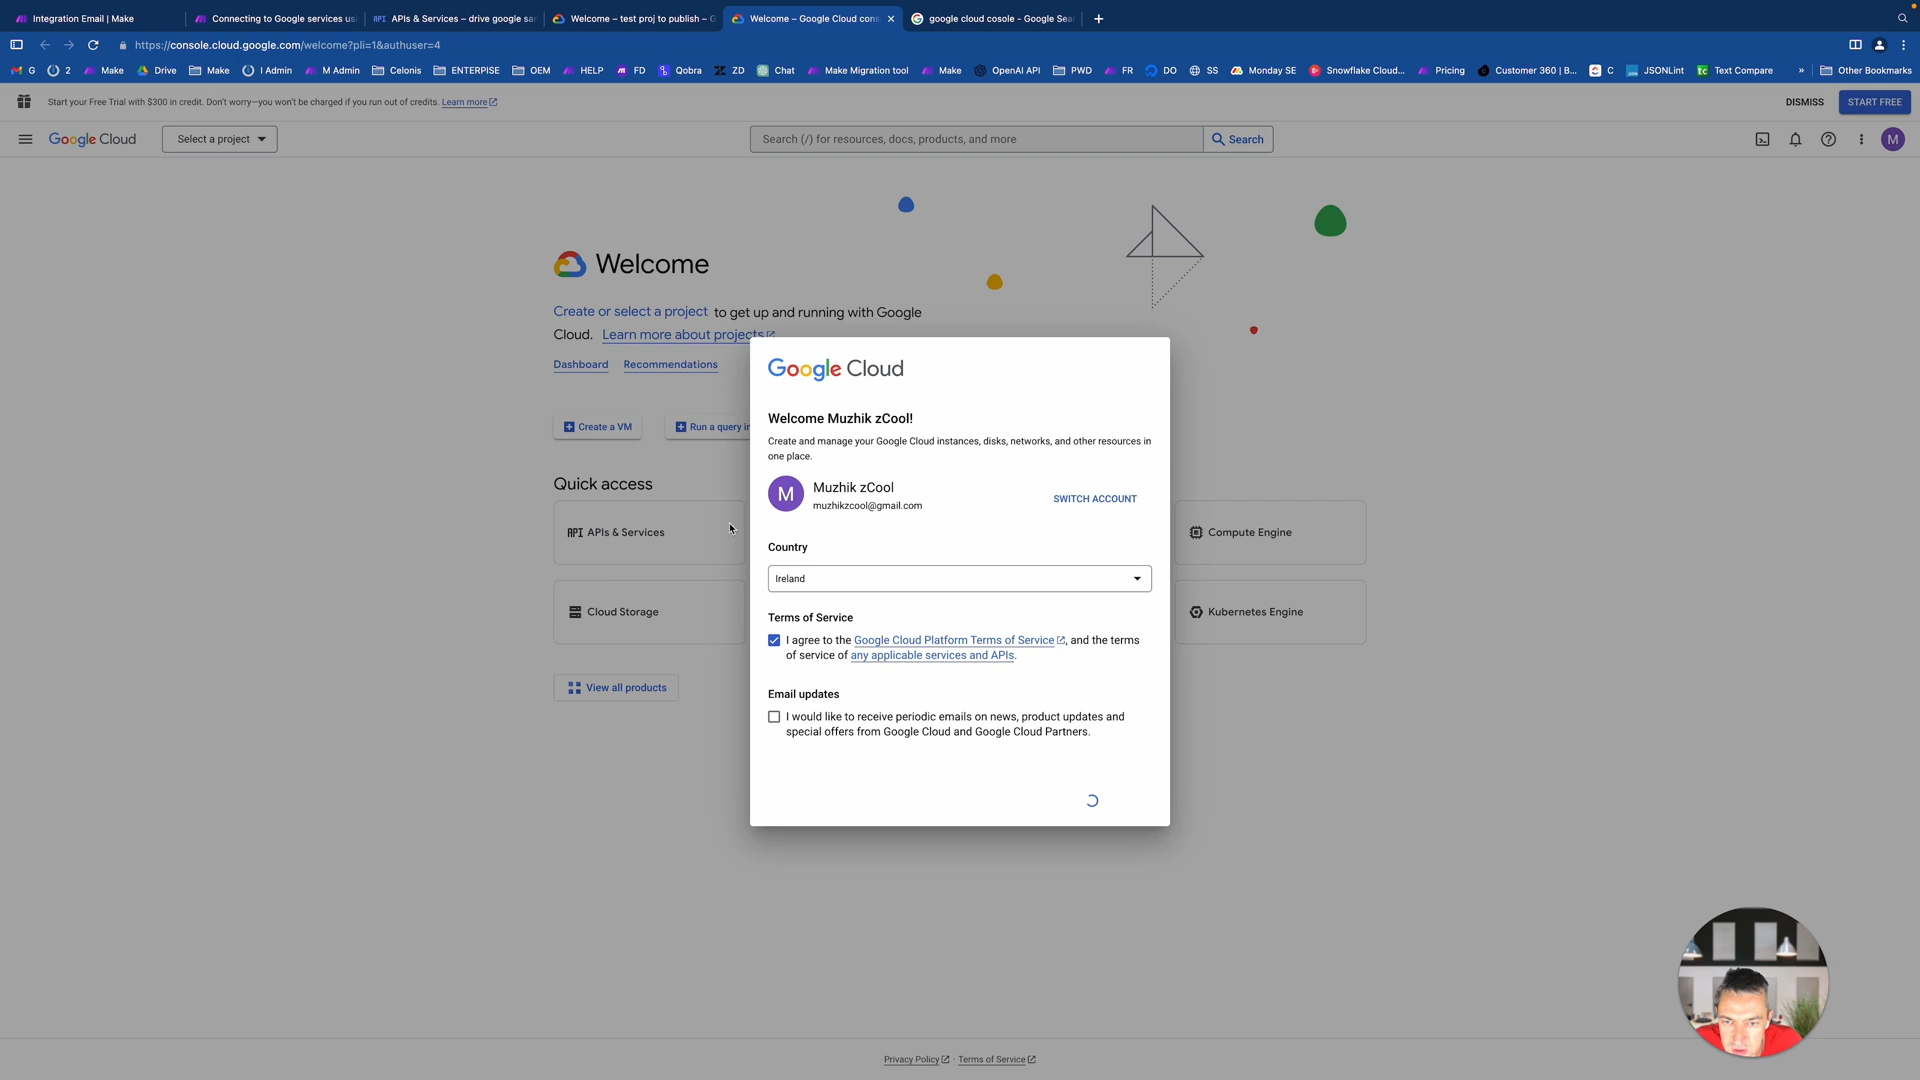 Integration Email | Make
Connecting to Google services us
API APIs & Services – drive google sa
Welcome – test proj to publish – G
Welcome – Google Cloud cons
google cloud cosole - Google Sea
https://console.cloud.google.com/welcome?pli=1&authuser=4
G
2
Make
Drive
Make
I Admin
M Admin
Celonis
ENTERPISE
OEM
HELP
FD
Qobra
ZD
Chat
Make Migration tool
Make
OpenAI API
PWD
FR
DO
SS
Monday SE
Snowflake Cloud...
Pricing
Customer 360 | B...
C
JSONLint
Text Compare
»
Other Bookmarks
Start your Free Trial with $300 in credit. Don't worry—you won't be charged if you run out of credits. Learn more
DISMISS
START FREE
Google Cloud
Select a project
Search (/) for resources, docs, products, and more
Search
M
Welcome
Create or select a project to get up and running with Google
Cloud. Learn more about projects
Dashboard
Recommendations
Create a VM
Run a query in
Quick access
API APIs & Services
Compute Engine
Cloud Storage
Kubernetes Engine
View all products
Google Cloud
Welcome Muzhik zCool!
Create and manage your Google Cloud instances, disks, networks, and other resources in
one place.
M
Muzhik zCool
muzhikzcool@gmail.com
SWITCH ACCOUNT
Country
Ireland
Terms of Service
I agree to the Google Cloud Platform Terms of Service, and the terms
of service of any applicable services and APIs.
Email updates
I would like to receive periodic emails on news, product updates and
special offers from Google Cloud and Google Cloud Partners.
Privacy Policy · Terms of Service